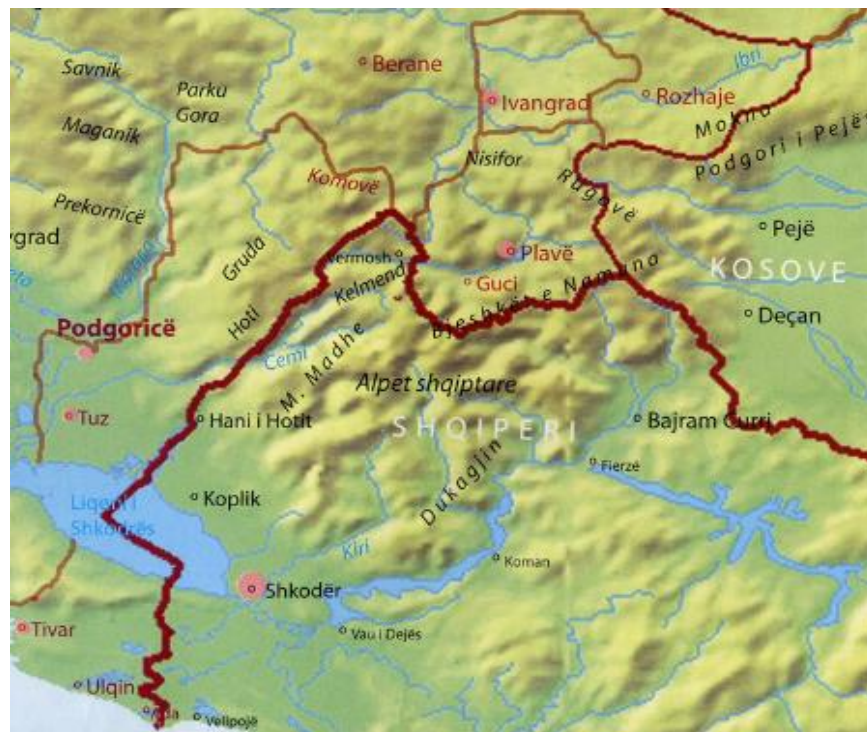 Savnik
Berane
Ibri
Parku
Gora
Ivangrad
Rozhaje
Maganik
Mokna
Nisifor
Podgori i Pejës
Komovë
Rugovë
Prekornicë
vgrad
Pejë
Gruda
Vermosh
Plavë
Kelmend
Guci
KOSOVE
Bjeshkët e Namuna
Hoti
Deçan
Podgoricë
Cemi
M. Madhe
Alpet shqiptare
Tuz
Hani i Hotit
SHQIPERI
Bajram Curri
Dukagjin
Fierzë
Liqeni i
Shkodrës
Koplik
Kiri
Koman
Shkodër
Tivar
Vau i Dejës
Ulqin
Velipojë